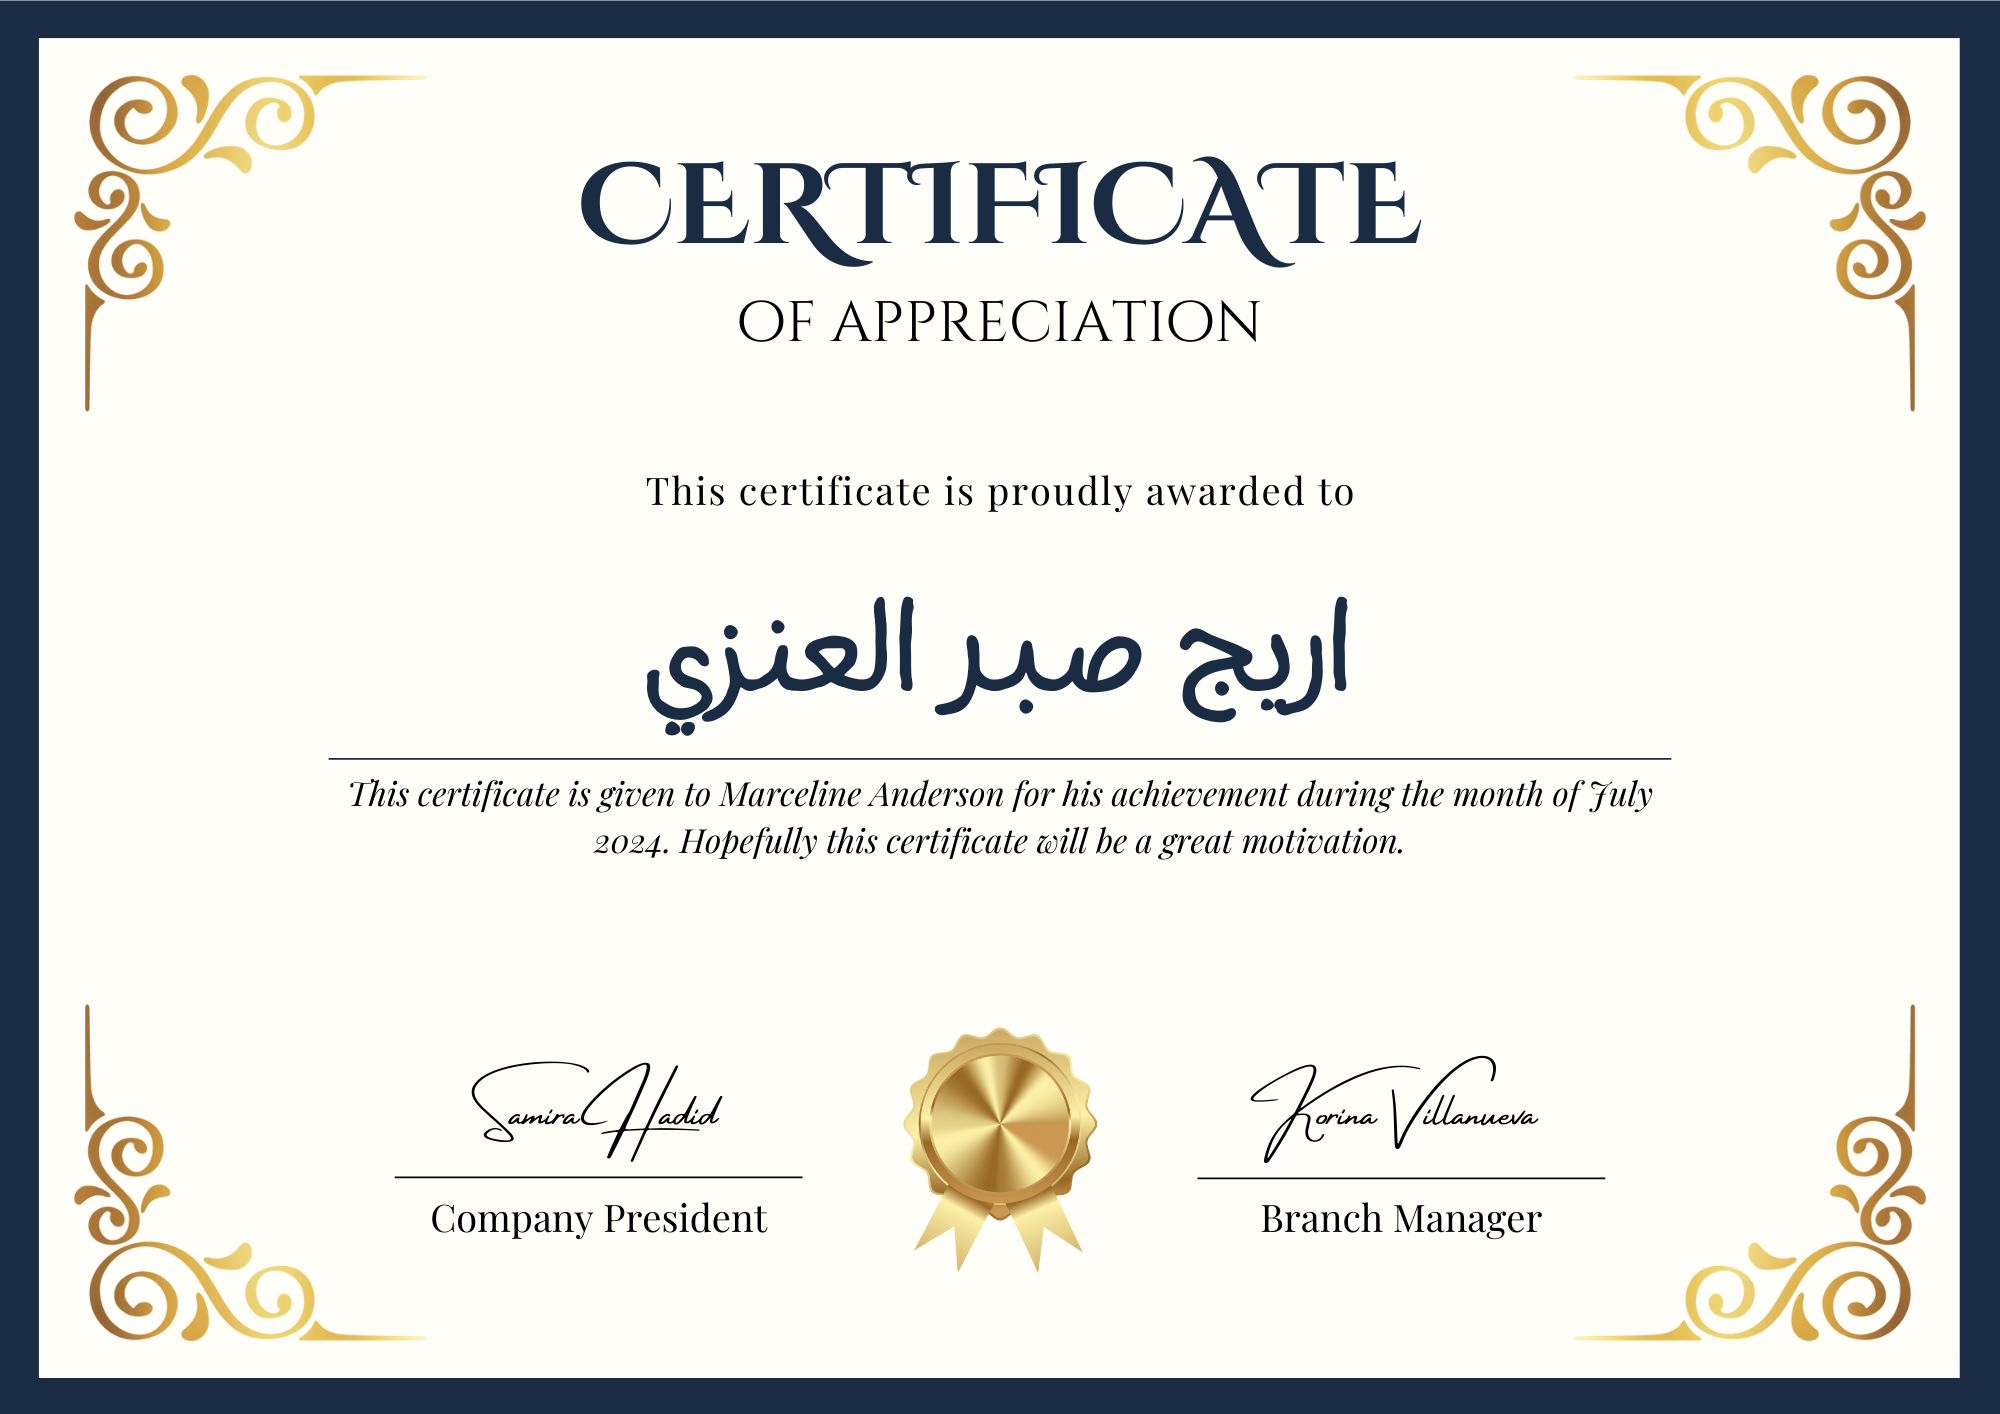 CERTIFICATE
OF APPRECIATION
This certificate is proudly awarded to
اريج صبر العنزي
This certificate is given to Marceline Anderson for his achievement during the month of July
2024. Hopefully this certificate will be a great motivation.
Samira Hadid
Korina Villanueva
Company President
Branch Manager